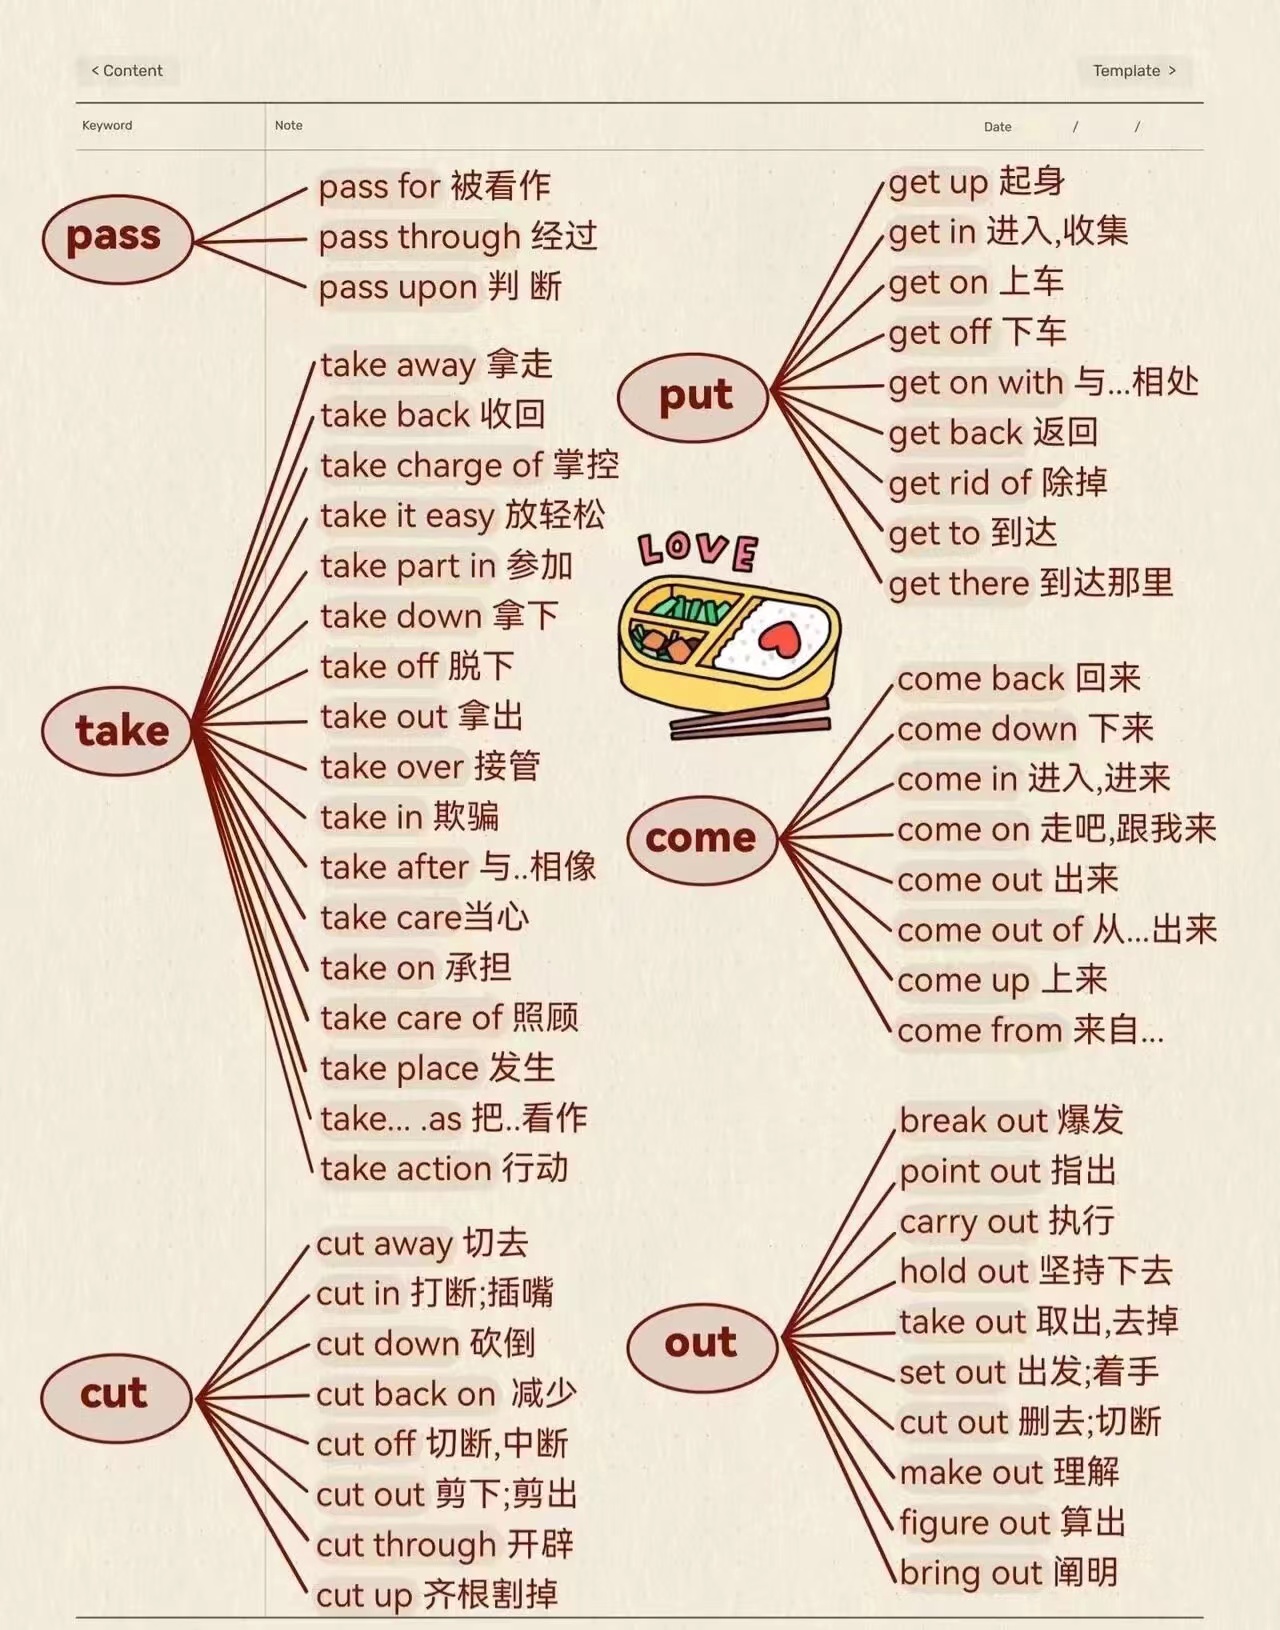 < Content
Template >
Keyword
Note
Date / /
pass
pass for 被看作
pass through 经过
pass upon 判 断
take
take away 拿走
take back 收回
take charge of 掌控
take it easy 放轻松
take part in 参加
take down 拿下
take off 脱下
take out 拿出
take over 接管
take in 欺骗
take after 与..相像
take care当心
take on 承担
take care of 照顾
take place 发生
take... .as 把..看作
take action 行动
cut
cut away 切去
cut in 打断;插嘴
cut down 砍倒
cut back on 减少
cut off 切断,中断
cut out 剪下;剪出
cut through 开辟
cut up 齐根割掉
put
get up 起身
get in 进入,收集
get on 上车
get off 下车
get on with 与...相处
get back 返回
get rid of 除掉
get to 到达
get there 到达那里
LOVE
come
come back 回来
come down 下来
come in 进入,进来
come on 走吧,跟我来
come out 出来
come out of 从...出来
come up 上来
come from 来自...
out
break out 爆发
point out 指出
carry out 执行
hold out 坚持下去
take out 取出,去掉
set out 出发;着手
cut out 删去;切断
make out 理解
figure out 算出
bring out 阐明